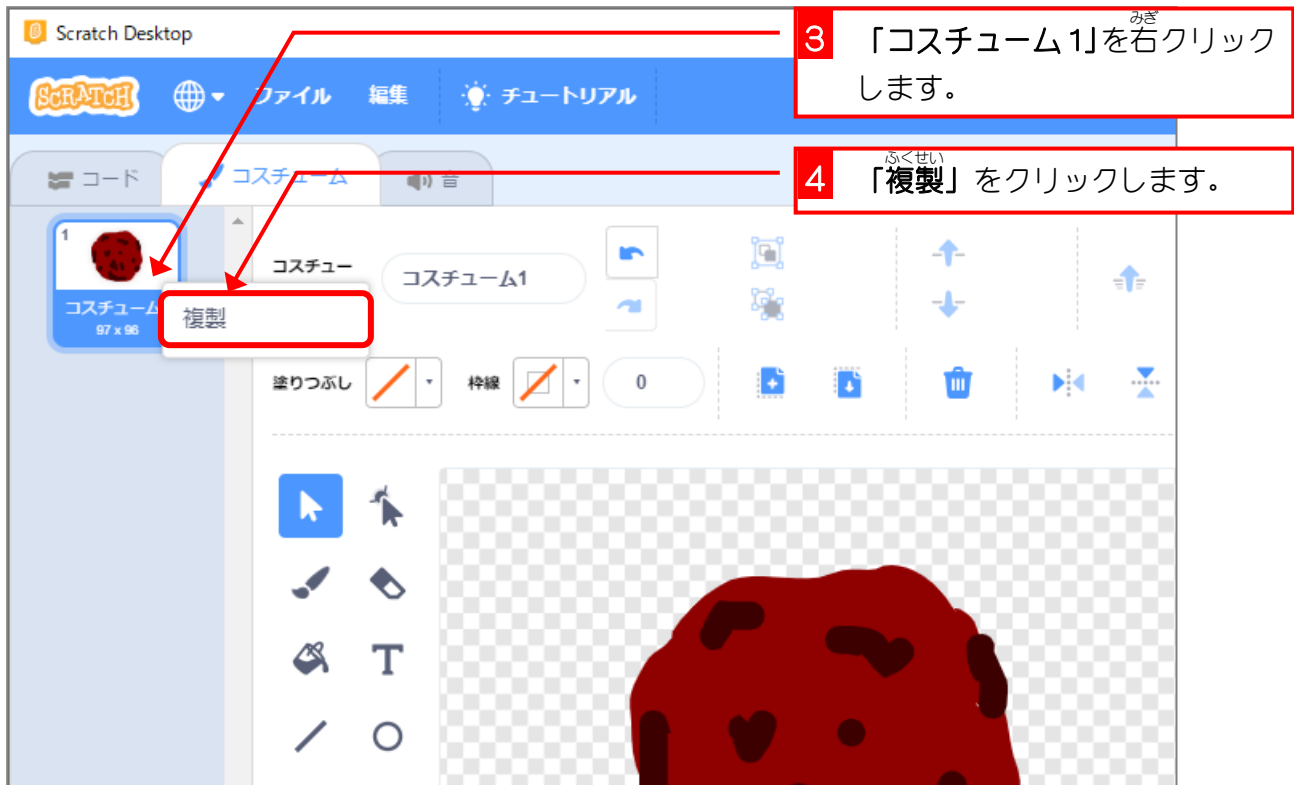 Scratch Desktop
みぎ
3 「コスチューム1」を右クリック
します。
SCRATCH ファイル 編集 チュートリアル
ふくせい
4 「複製」をクリックします。
コード コスチューム 音
1
コスチューム
97 x 96
複製
コスチュー
コスチューム1
塗りつぶし 枠線 0
T